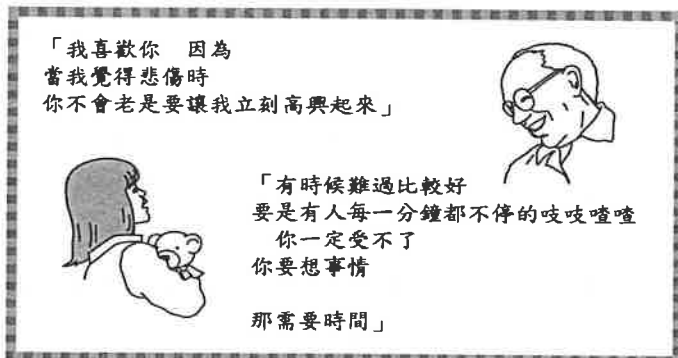 「我喜歡你　因為
當我覺得悲傷時
你不會老是要讓我立刻高興起來」
「有時候難過比較好
要是有人每一分鐘都不停的吱吱喳喳
　你一定受不了
你要想事情
那需要時間」